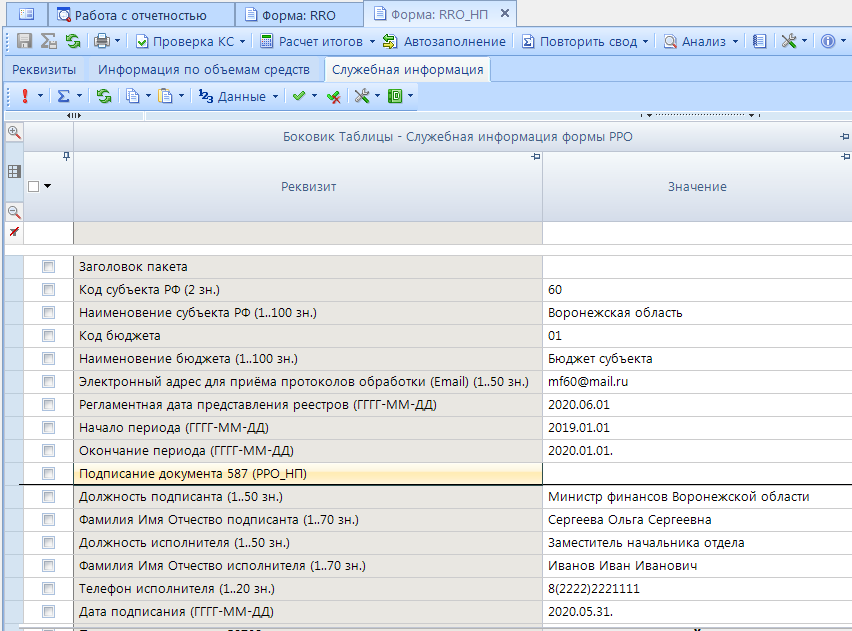 Работа с отчетностью Форма: RRO Форма: RRO_НП
Проверка КС Расчет итогов Автозаполнение Повторить свод Анализ
Реквизиты Информация по объемам средств Служебная информация
Данные
Боковик Таблицы - Служебная информация формы РРО
Реквизит Значение
Заголовок пакета
Код субъекта РФ (2 зн.) 60
Наименование субъекта РФ (1..100 зн.) Воронежская область
Код бюджета 01
Наименование бюджета (1..100 зн.) Бюджет субъекта
Электронный адрес для приёма протоколов обработки (Email) (1..50 зн.) mf60@mail.ru
Регламентная дата представления реестров (ГГГГ-ММ-ДД) 2020.06.01
Начало периода (ГГГГ-ММ-ДД) 2019.01.01
Окончание периода (ГГГГ-ММ-ДД) 2020.01.01.
Подписание документа 587 (РРО_НП)
Должность подписанта (1..50 зн.) Министр финансов Воронежской области
Фамилия Имя Отчество подписанта (1..70 зн.) Сергеева Ольга Сергеевна
Должность исполнителя (1..50 зн.) Заместитель начальника отдела
Фамилия Имя Отчество исполнителя (1..70 зн.) Иванов Иван Иванович
Телефон исполнителя (1..20 зн.) 8(2222)2221111
Дата подписания (ГГГГ-ММ-ДД) 2020.05.31.